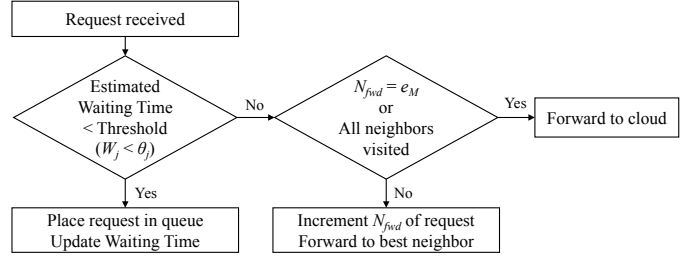 Request received
Estimated
Waiting Time
< Threshold
(Wj < θj)
No
Nfwd = eM
or
All neighbors
visited
Yes
Forward to cloud
Yes
No
Place request in queue
Update Waiting Time
Increment Nfwd of request
Forward to best neighbor